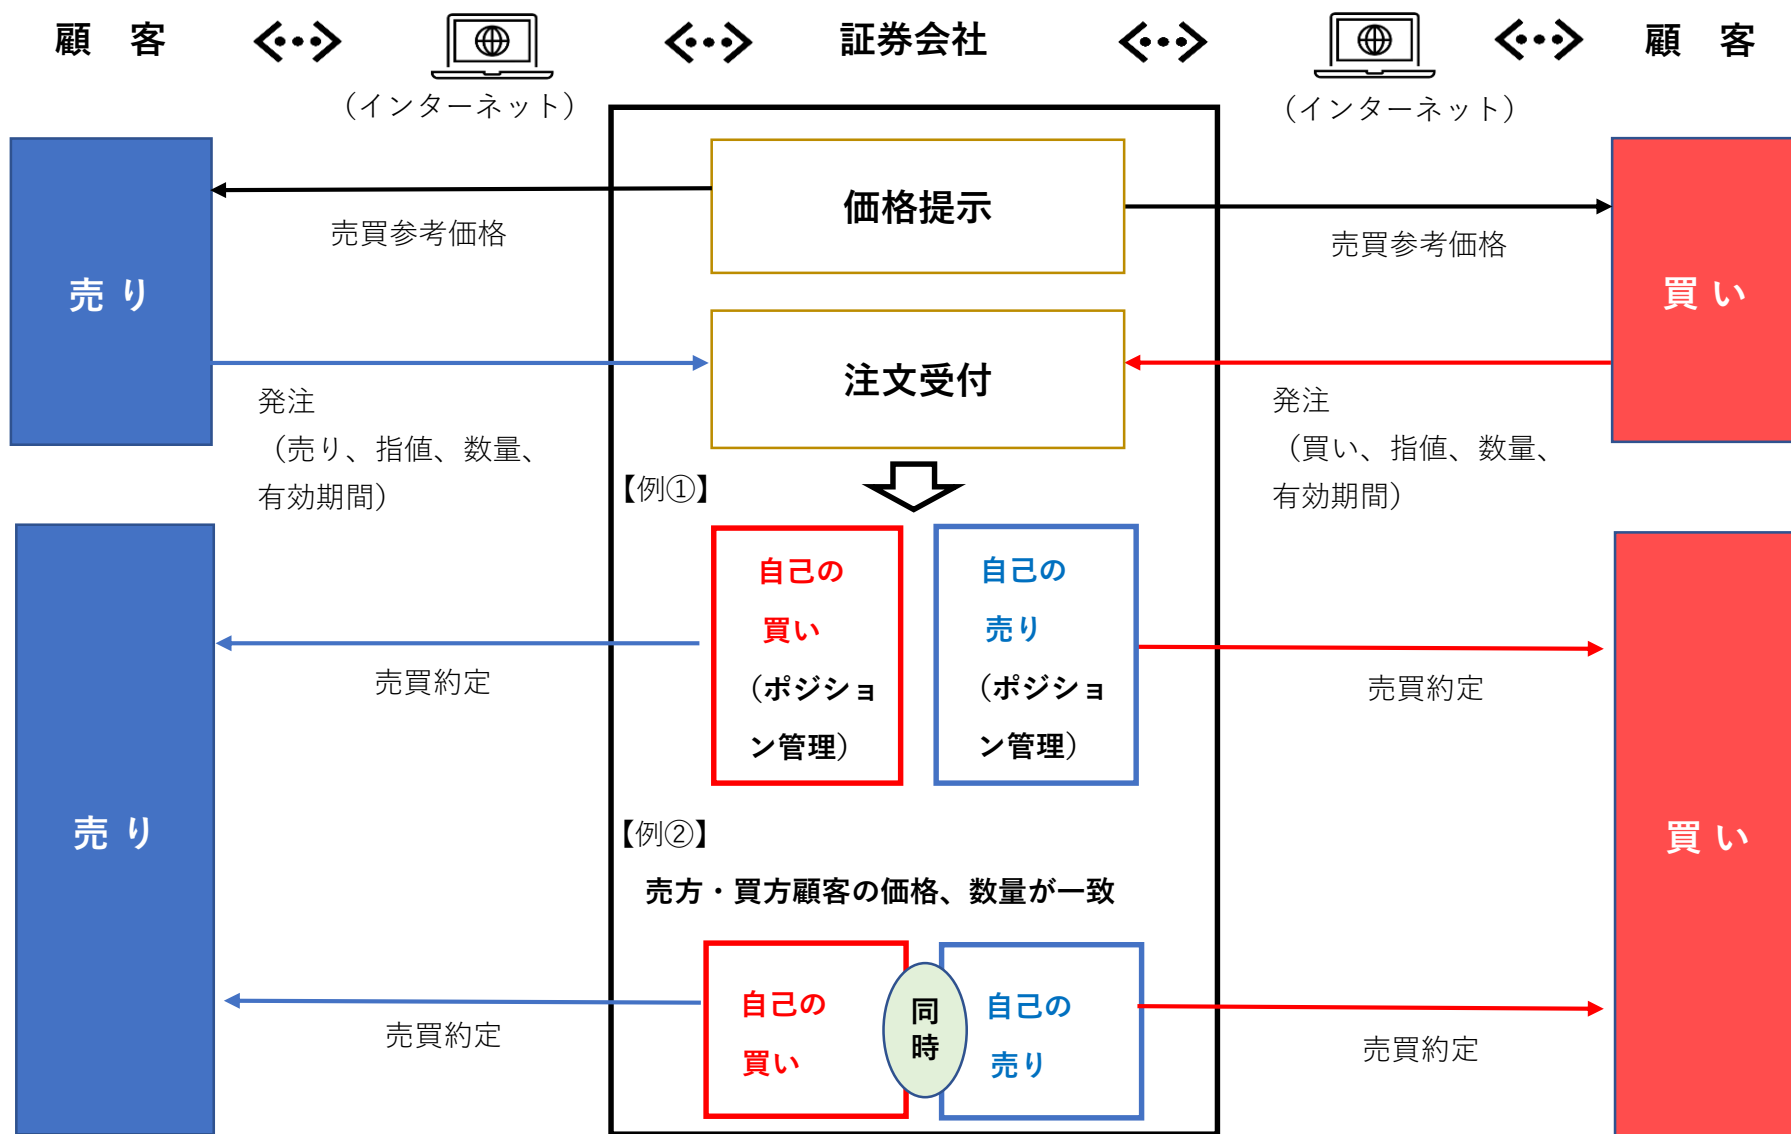 顧　客
証券会社
顧　客
（インターネット）
（インターネット）
価格提示
売買参考価格
売買参考価格
売り
買い
注文受付
発注
（売り、指値、数量、
有効期間）
発注
（買い、指値、数量、
有効期間）
【例①】
自己の
買い
（ポジショ
ン管理）
自己の
売り
（ポジショ
ン管理）
売買約定
売買約定
売り
買い
【例②】
売方・買方顧客の価格、数量が一致
自己の
買い
同
時
自己の
売り
売買約定
売買約定